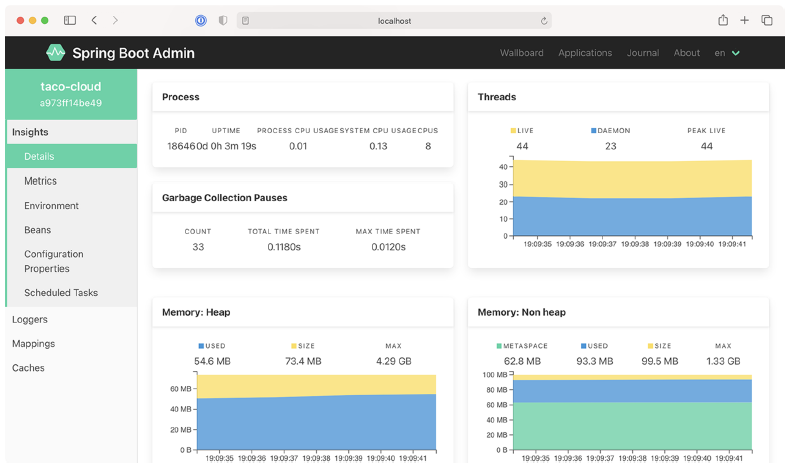 localhost
Spring Boot Admin
Wallboard Applications Journal About en
taco-cloud
a973ff14be49
Insights
Details
Metrics
Environment
Beans
Configuration
Properties
Scheduled Tasks
Loggers
Mappings
Caches
Process
PID UPTIME PROCESS CPU USAGE SYSTEM CPU USAGE CPUS
18646 0d 0h 3m 19s 0.01 0.13 8
Garbage Collection Pauses
COUNT TOTAL TIME SPENT MAX TIME SPENT
33 0.1180s 0.0120s
Threads
LIVE DAEMON PEAK LIVE
44 23 44
40
30
20
10
0
19:09:35 19:09:36 19:09:37 19:09:38 19:09:39 19:09:40 19:09:41
Memory: Heap
USED SIZE MAX
54.6 MB 73.4 MB 4.29 GB
60 MB
40 MB
20 MB
0 B
19:09:35 19:09:36 19:09:37 19:09:38 19:09:39 19:09:40 19:09:41
Memory: Non heap
METASPACE USED SIZE MAX
62.8 MB 93.3 MB 99.5 MB 1.33 GB
100 MB
80 MB
60 MB
40 MB
20 MB
0 B
19:09:35 19:09:36 19:09:37 19:09:38 19:09:39 19:09:40 19:09:41